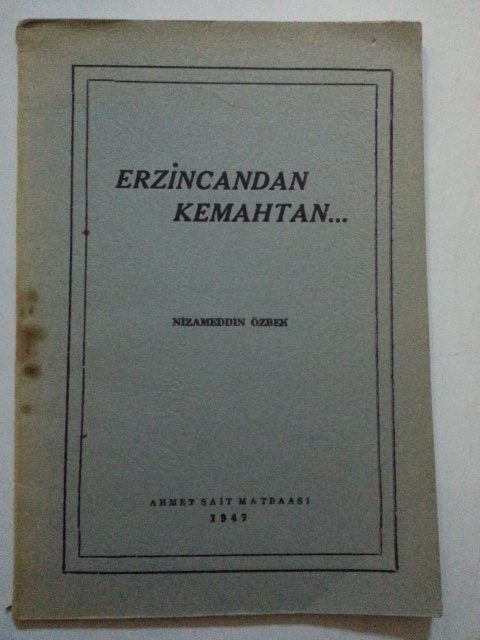 ERZİNCANDAN
KEMAHTAN...
NİZAMEDDİN ÖZBEK
AHMET SAİT MATBAASI
1947